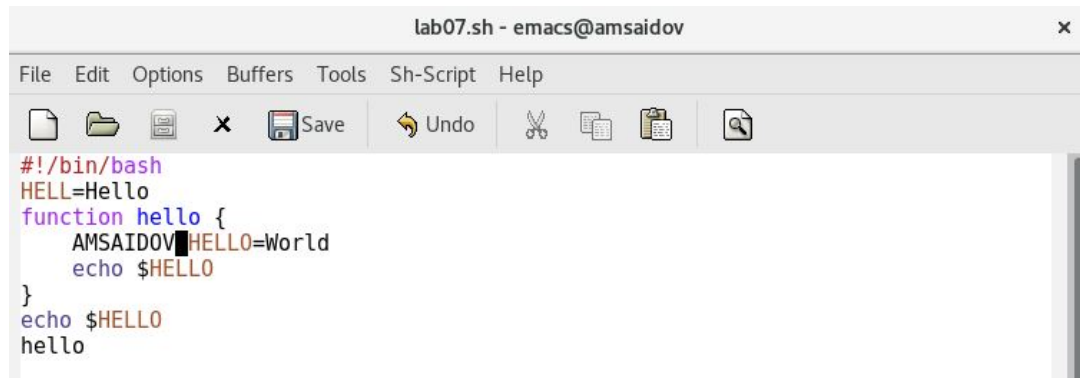 lab07.sh - emacs@amsaidov ×
File Edit Options Buffers Tools Sh-Script Help
Save Undo
#!/bin/bash
HELL=Hello
function hello {
    AMSAIDOV HELLO=World
    echo $HELLO
}
echo $HELLO
hello